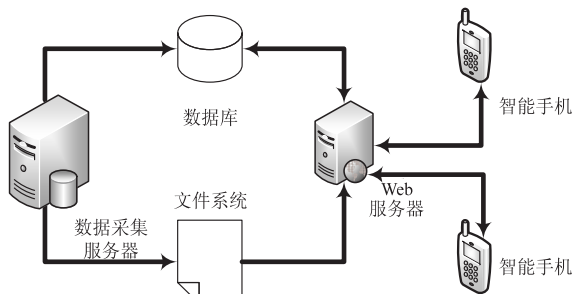 数据库
智能手机
文件系统
Web
服务器
数据采集
服务器
智能手机